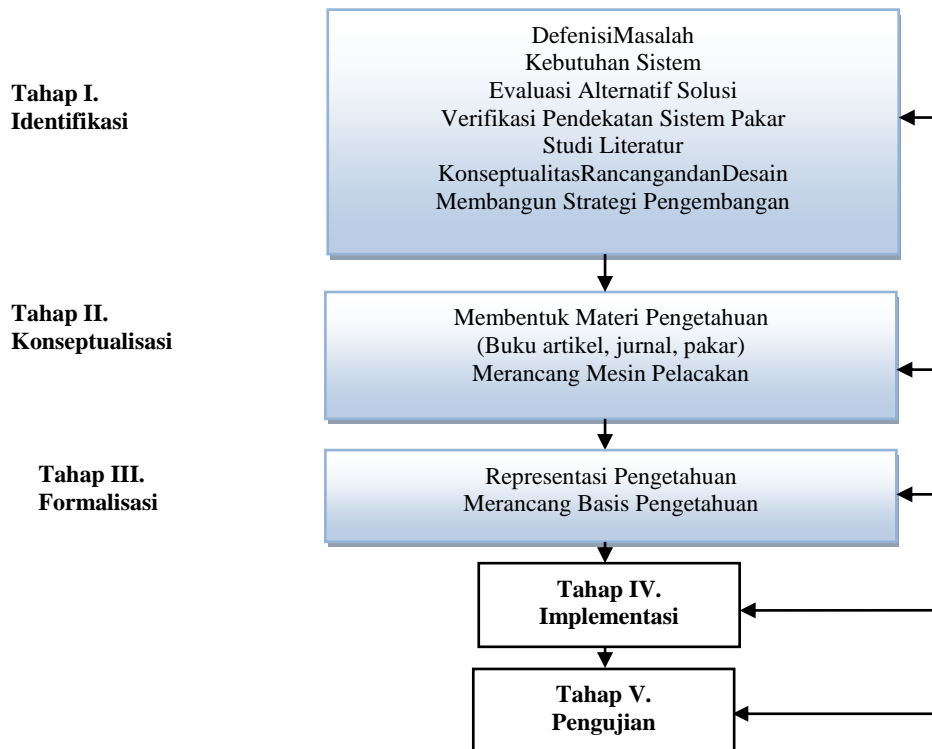 Tahap I.
Identifikasi
DefenisiMasalah
Kebutuhan Sistem
Evaluasi Alternatif Solusi
Verifikasi Pendekatan Sistem Pakar
Studi Literatur
KonseptualitasRancangandanDesain
Membangun Strategi Pengembangan
Tahap II.
Konseptualisasi
Membentuk Materi Pengetahuan
(Buku artikel, jurnal, pakar)
Merancang Mesin Pelacakan
Tahap III.
Formalisasi
Representasi Pengetahuan
Merancang Basis Pengetahuan
Tahap IV.
Implementasi
Tahap V.
Pengujian